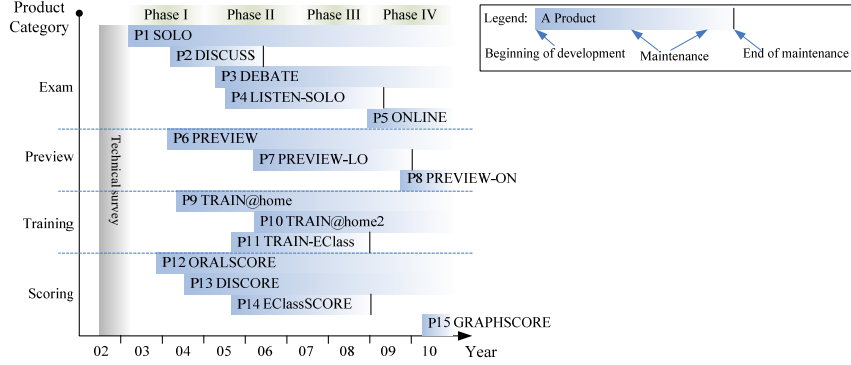 Product
Category
Phase I
Phase II
Phase III
Phase IV
Legend:
A Product
Beginning of development
Maintenance
End of maintenance
Technical survey
Exam
P1 SOLO
P2 DISCUSS
P3 DEBATE
P4 LISTEN-SOLO
P5 ONLINE
Preview
P6 PREVIEW
P7 PREVIEW-LO
P8 PREVIEW-ON
Training
P9 TRAIN@home
P10 TRAIN@home2
P11 TRAIN-EClass
Scoring
P12 ORALSCORE
P13 DISCORE
P14 EClassSCORE
P15 GRAPHSCORE
02 03 04 05 06 07 08 09 10 Year